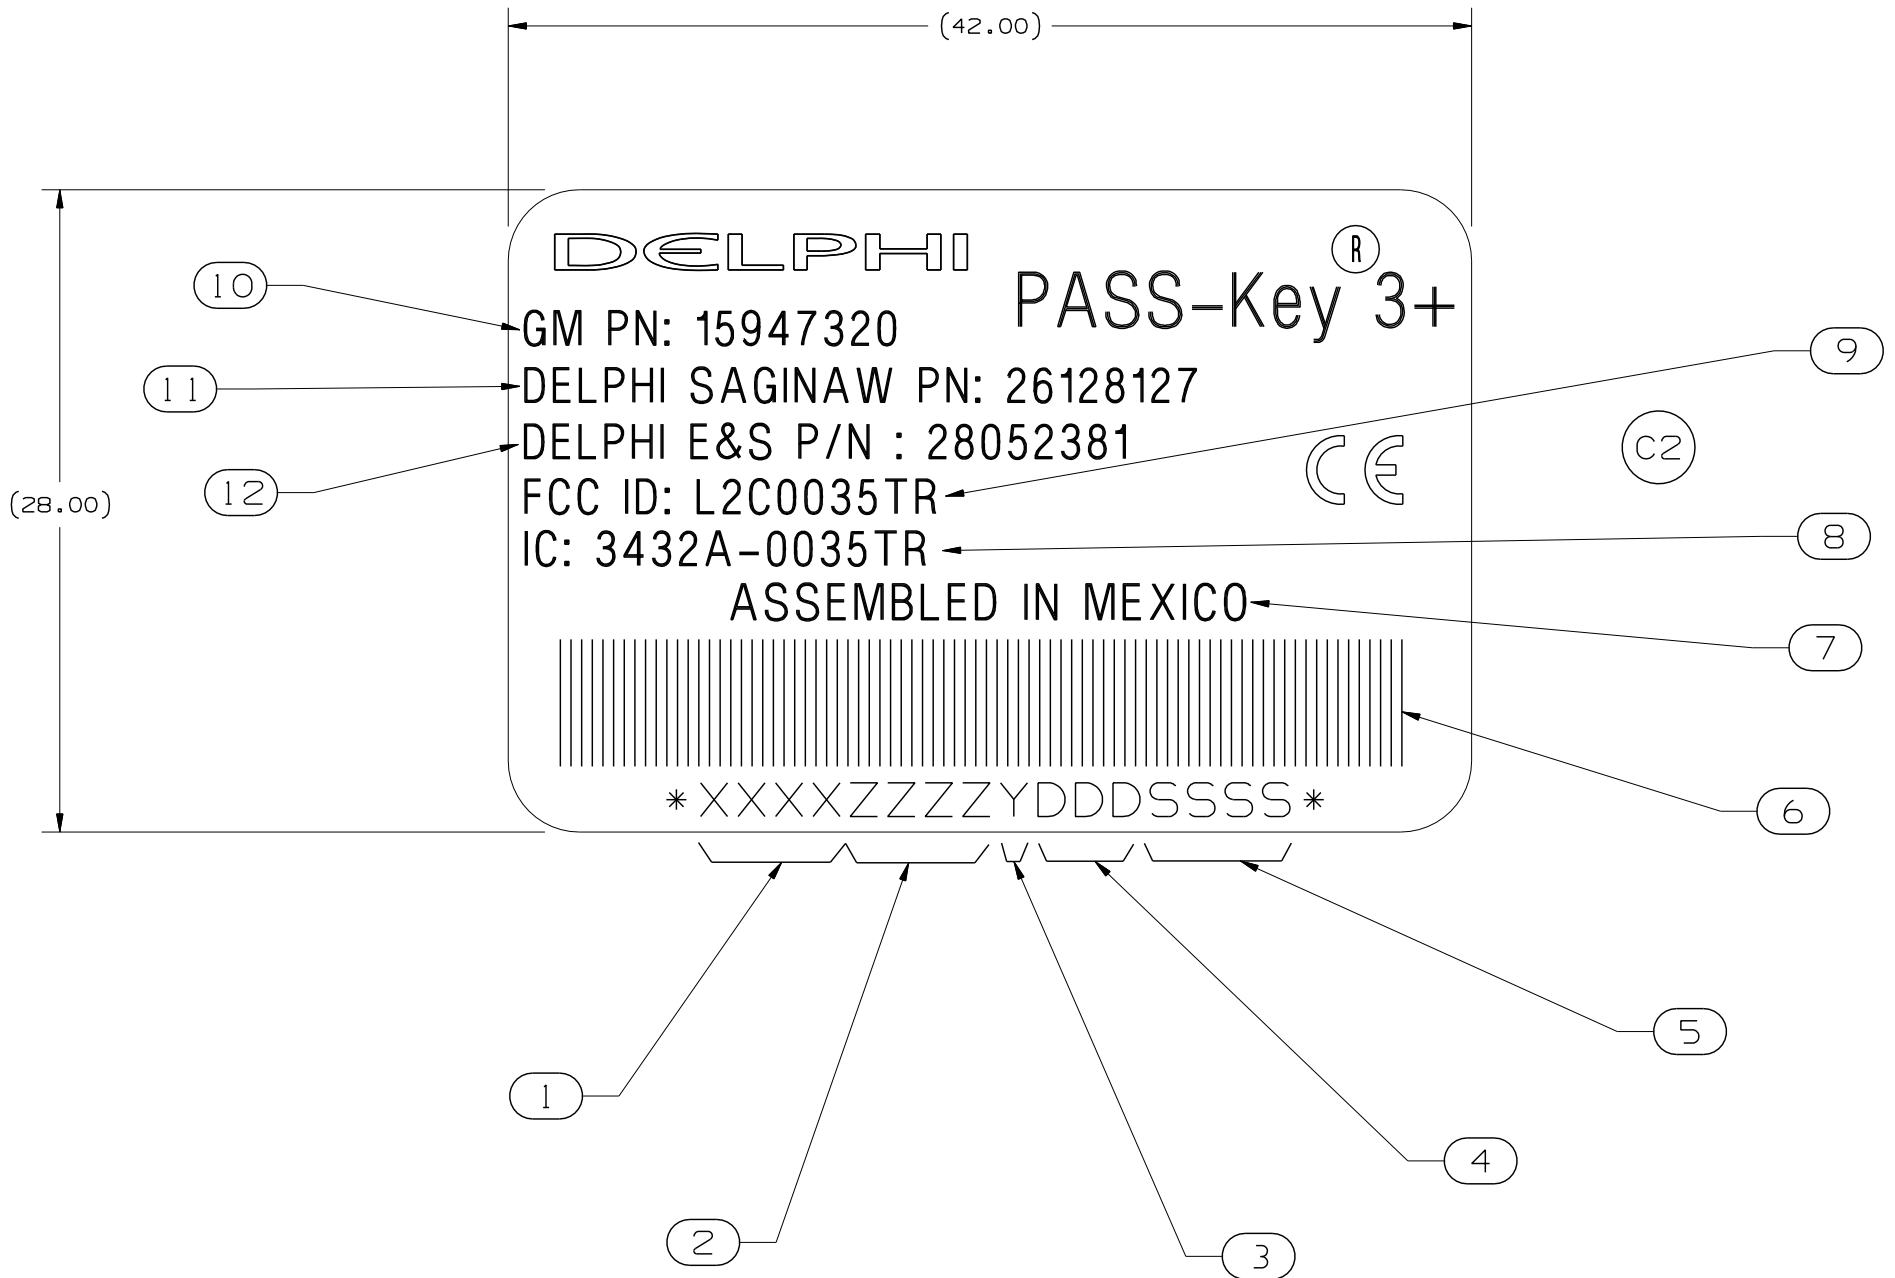 (42.00)
DELPHI
PASS-Key® 3+
10
GM PN: 15947320
9
11
DELPHI SAGINAW PN: 26128127
DELPHI E&S P/N : 28052381
C2
CE
12
(28.00)
FCC ID: L2C0035TR
IC: 3432A-0035TR
8
ASSEMBLED IN MEXICO
7
*XXXXZZZZYDDDSSSS*
6
5
1
4
2
3